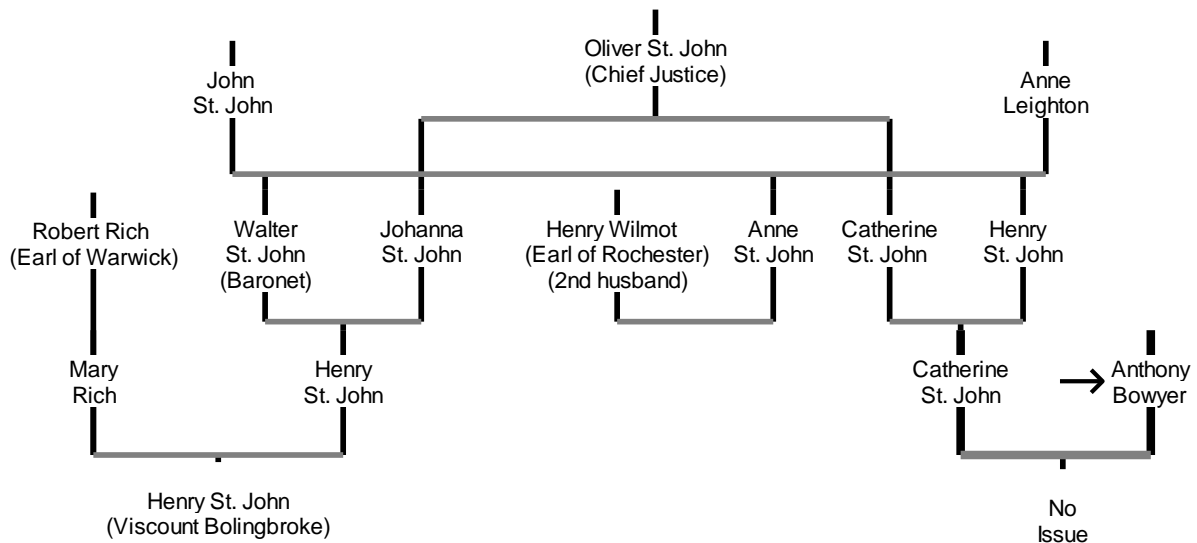 Oliver St. John
(Chief Justice)
John
St. John
Anne
Leighton
Robert Rich
(Earl of Warwick)
Walter
St. John
(Baronet)
Johanna
St. John
Henry Wilmot
(Earl of Rochester)
(2nd husband)
Anne
St. John
Catherine
St. John
Henry
St. John
Mary
Rich
Henry
St. John
Catherine
St. John
Anthony
Bowyer
Henry St. John
(Viscount Bolingbroke)
No
Issue